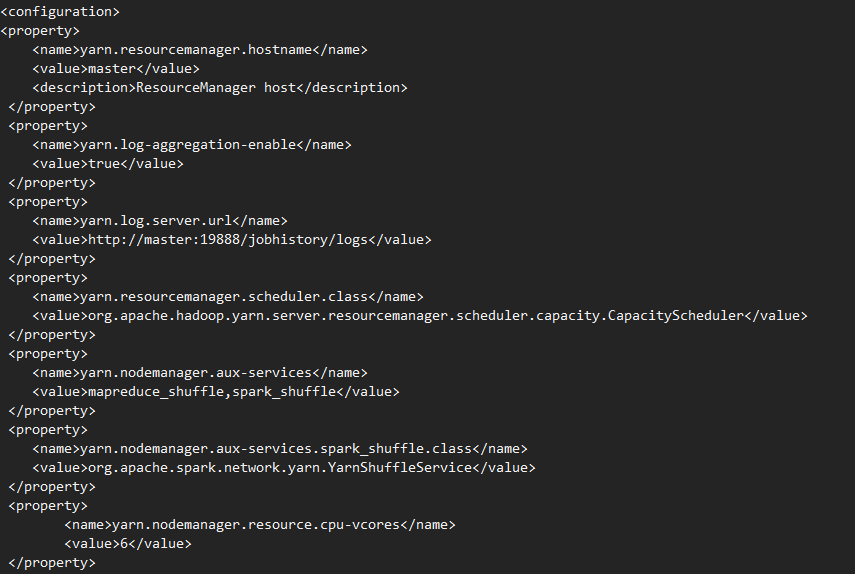 <configuration>
<property>
<name>yarn.resourcemanager.hostname</name>
<value>master</value>
<description>ResourceManager host</description>
</property>
<property>
<name>yarn.log-aggregation-enable</name>
<value>true</value>
</property>
<property>
<name>yarn.log.server.url</name>
<value>http://master:19888/jobhistory/logs</value>
</property>
<property>
<name>yarn.resourcemanager.scheduler.class</name>
<value>org.apache.hadoop.yarn.server.resourcemanager.scheduler.capacity.CapacityScheduler</value>
</property>
<property>
<name>yarn.nodemanager.aux-services</name>
<value>mapreduce_shuffle,spark_shuffle</value>
</property>
<property>
<name>yarn.nodemanager.aux-services.spark_shuffle.class</name>
<value>org.apache.spark.network.yarn.YarnShuffleService</value>
</property>
<property>
<name>yarn.nodemanager.resource.cpu-vcores</name>
<value>6</value>
</property>